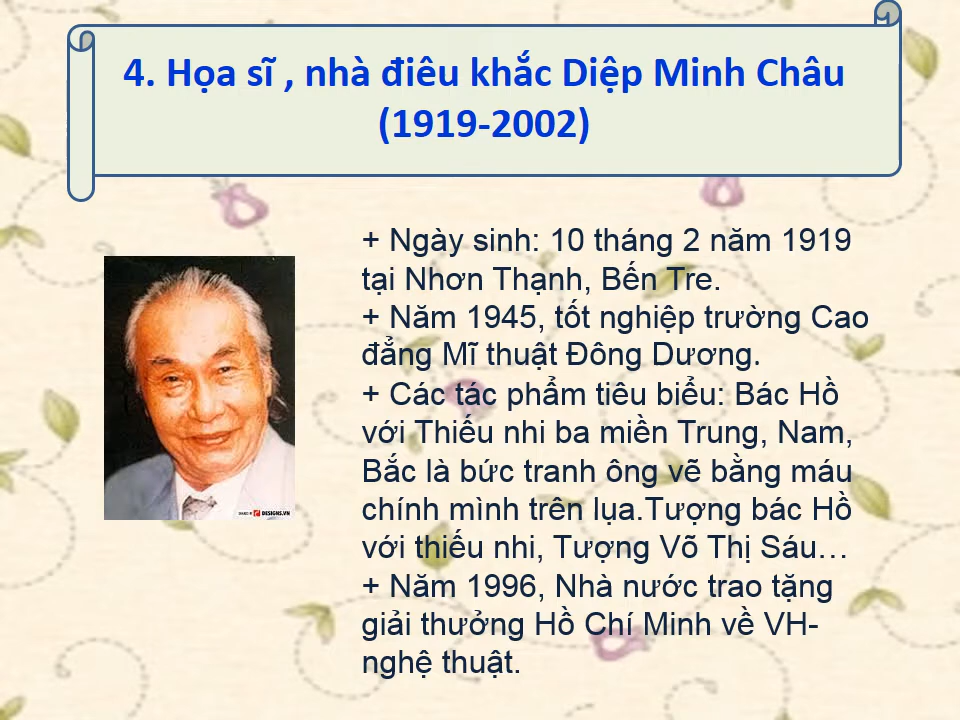 4. Họa sĩ , nhà điêu khắc Diệp Minh Châu
(1919-2002)
+ Ngày sinh: 10 tháng 2 năm 1919
tại Nhơn Thạnh, Bến Tre.
+ Năm 1945, tốt nghiệp trường Cao
đẳng Mĩ thuật Đông Dương.
+ Các tác phẩm tiêu biểu: Bác Hồ
với Thiếu nhi ba miền Trung, Nam,
Bắc là bức tranh ông vẽ bằng máu
chính mình trên lụa.Tượng bác Hồ
với thiếu nhi, Tượng Võ Thị Sáu…
+ Năm 1996, Nhà nước trao tặng
giải thưởng Hồ Chí Minh về VH-
nghệ thuật.
DESIGNS.VN